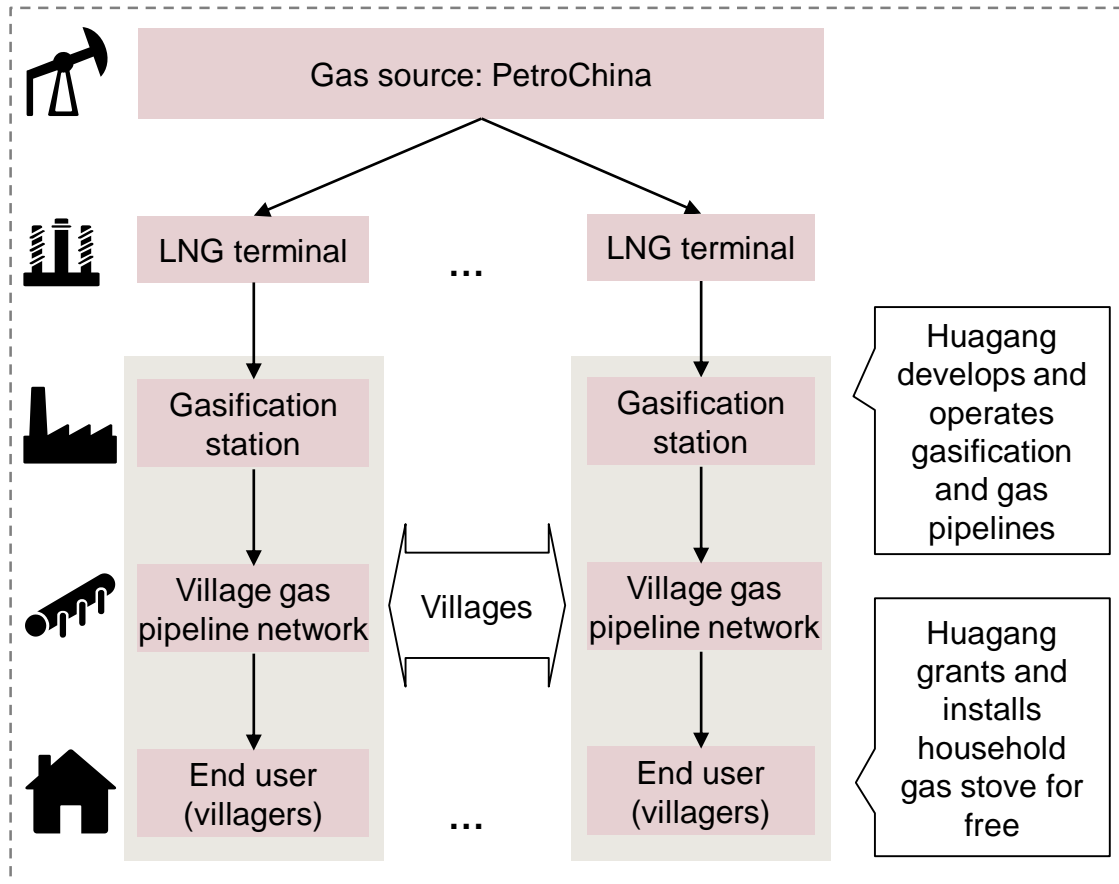 Gas source: PetroChina
LNG terminal
...
LNG terminal
Gasification
station
Gasification
station
Huagang
develops and
operates
gasification
and gas
pipelines
Village gas
pipeline network
Villages
Village gas
pipeline network
Huagang
grants and
installs
household
gas stove for
free
End user
(villagers)
...
End user
(villagers)